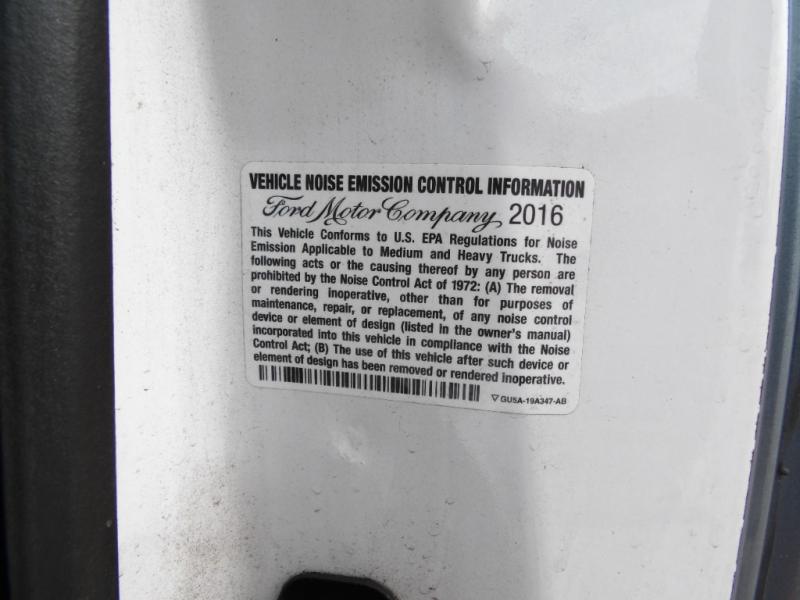 VEHICLE NOISE EMISSION CONTROL INFORMATION
Ford Motor Company 2016
This Vehicle Conforms to U.S. EPA Regulations for Noise
Emission Applicable to Medium and Heavy Trucks. The
following acts or the causing thereof by any person are
prohibited by the Noise Control Act of 1972: (A) The removal
or rendering inoperative, other than for purposes of
maintenance, repair, or replacement, of any noise control
device or element of design (listed in the owner's manual)
incorporated into this vehicle in compliance with the Noise
Control Act; (B) The use of this vehicle after such device or
element of design has been removed or rendered inoperative.
▽ GU5A-19A347-AB